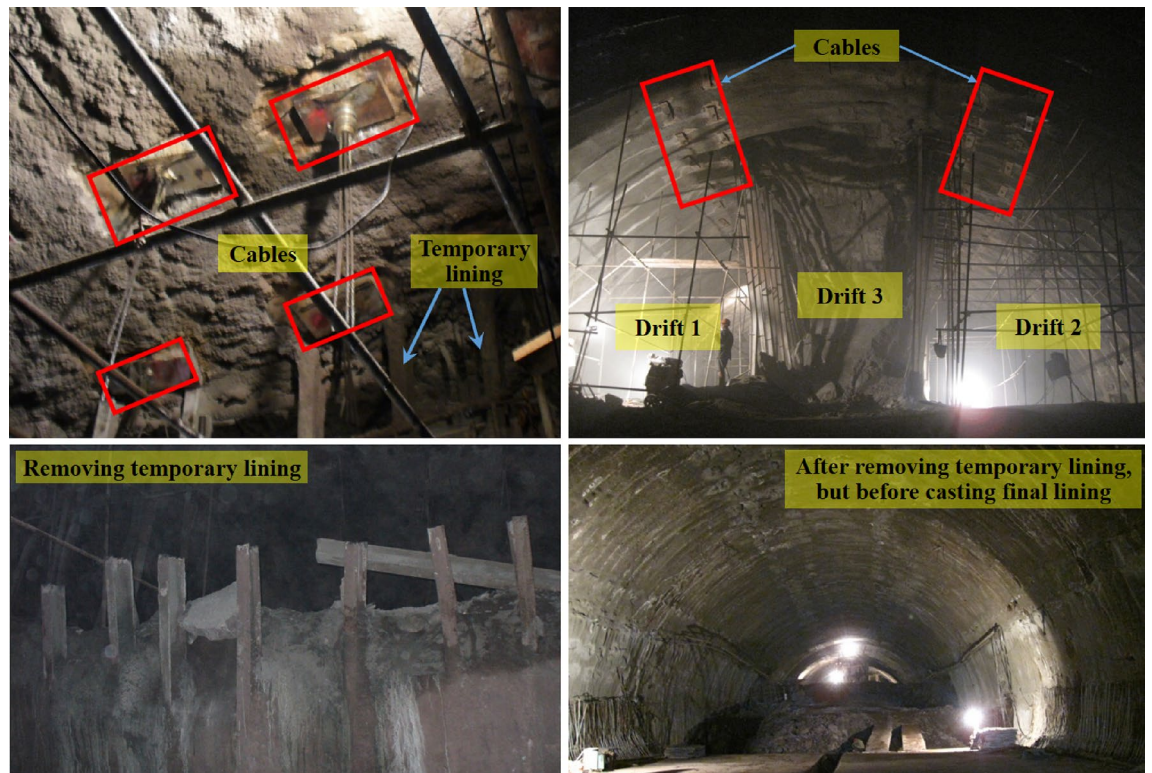 Cables
Temporary
lining
Cables
Drift 1
Drift 3
Drift 2
Removing temporary lining
After removing temporary lining,
but before casting final lining